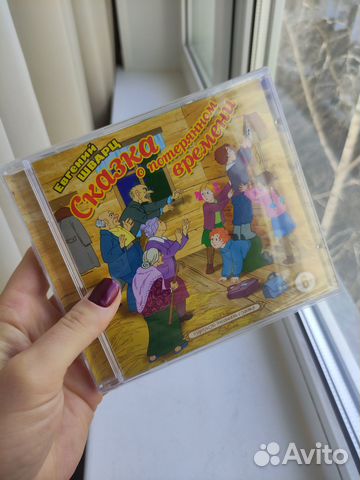 Евгений
ШВАРЦ
Сказка
о потерянном
времени
Avito